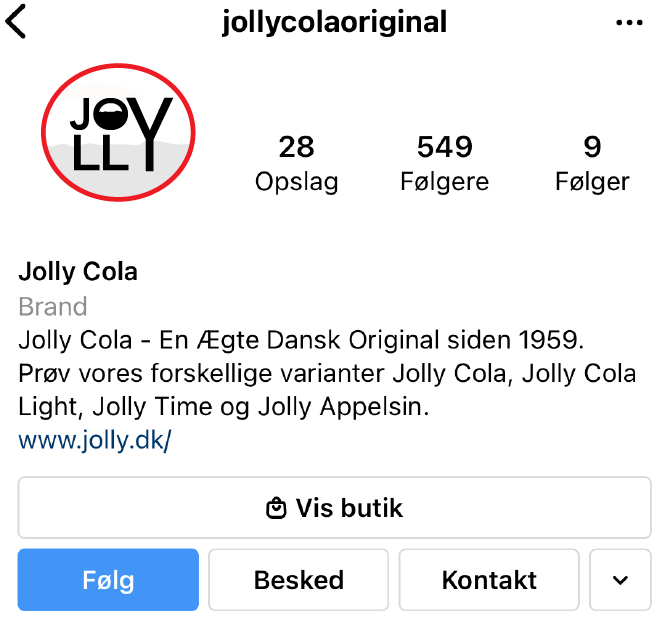 jollycolaoriginal
JOLLY
28
Opslag
549
Følgere
9
Følger
Jolly Cola
Brand
Jolly Cola - En Ægte Dansk Original siden 1959.
Prøv vores forskellige varianter Jolly Cola, Jolly Cola
Light, Jolly Time og Jolly Appelsin.
www.jolly.dk/
Vis butik
Følg
Besked
Kontakt